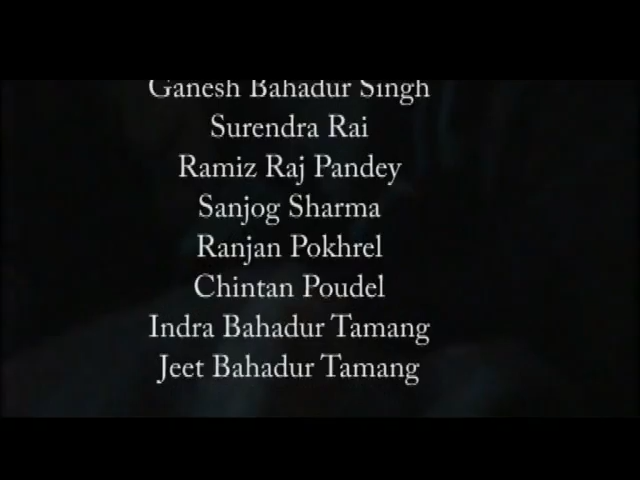 Ganesh Bahadur Singh
Surendra Rai
Ramiz Raj Pandey
Sanjog Sharma
Ranjan Pokhrel
Chintan Poudel
Indra Bahadur Tamang
Jeet Bahadur Tamang